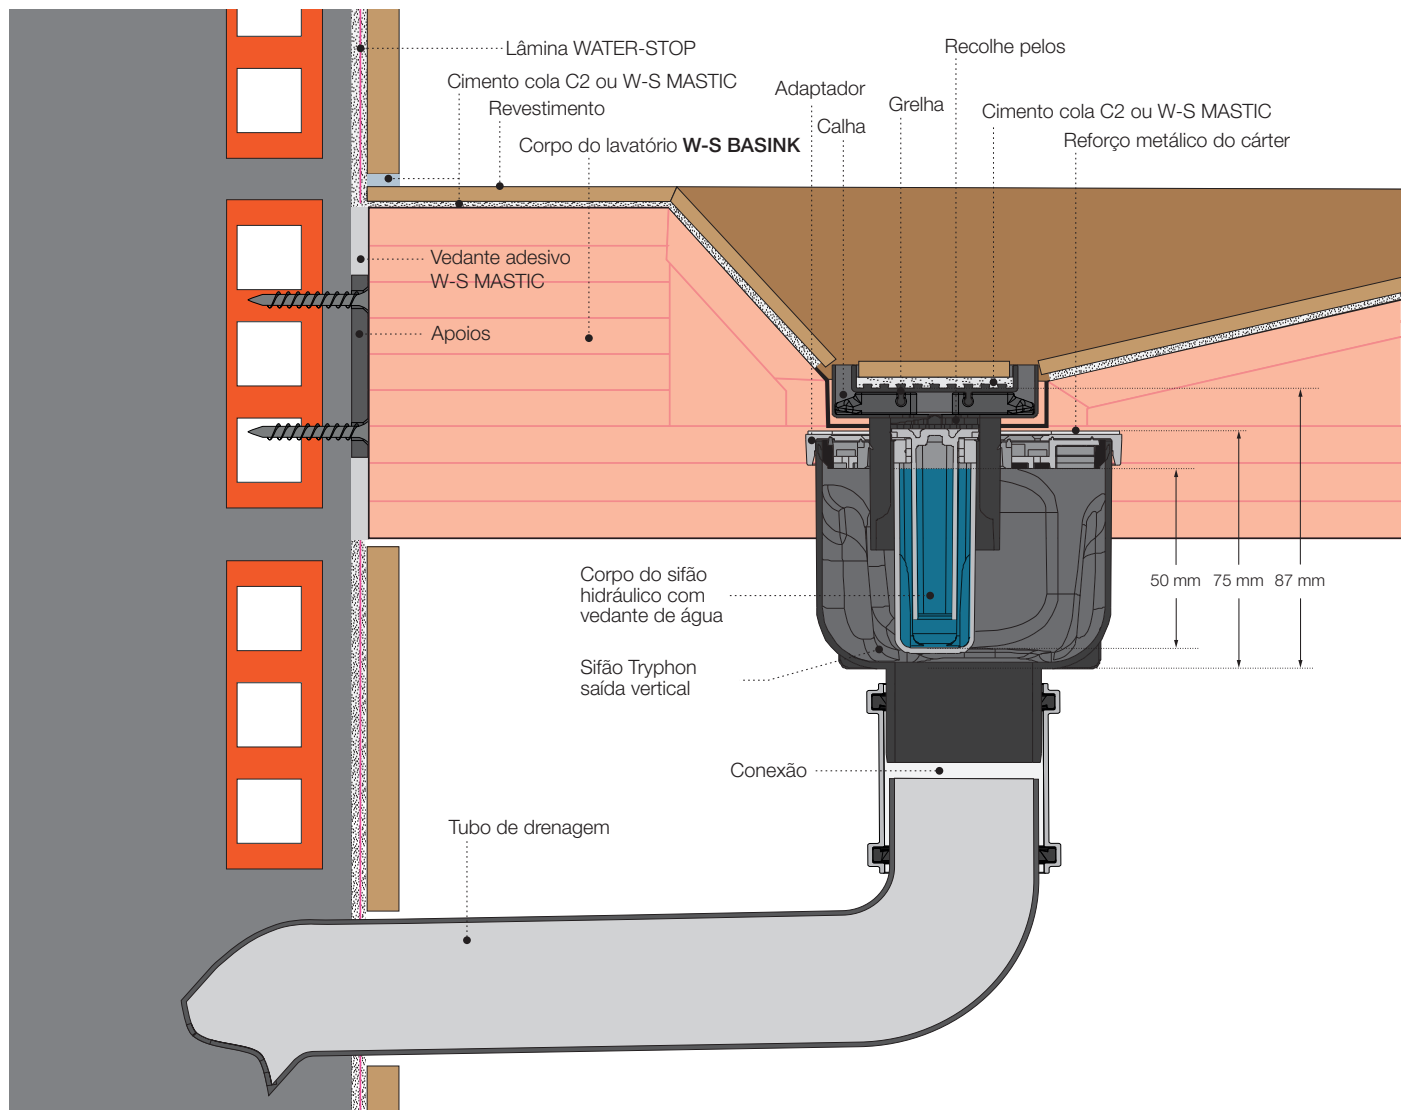 Lâmina WATER-STOP
Recolhe pelos
Cimento cola C2 ou W-S MASTIC
Adaptador
Revestimento
Grelha
Cimento cola C2 ou W-S MASTIC
Calha
Reforço metálico do cárter
Corpo do lavatório W-S BASINK
Vedante adesivo
W-S MASTIC
Apoios
50 mm
75 mm
87 mm
Corpo do sifão
hidráulico com
vedante de água
Sifão Tryphon
saída vertical
Conexão
Tubo de drenagem